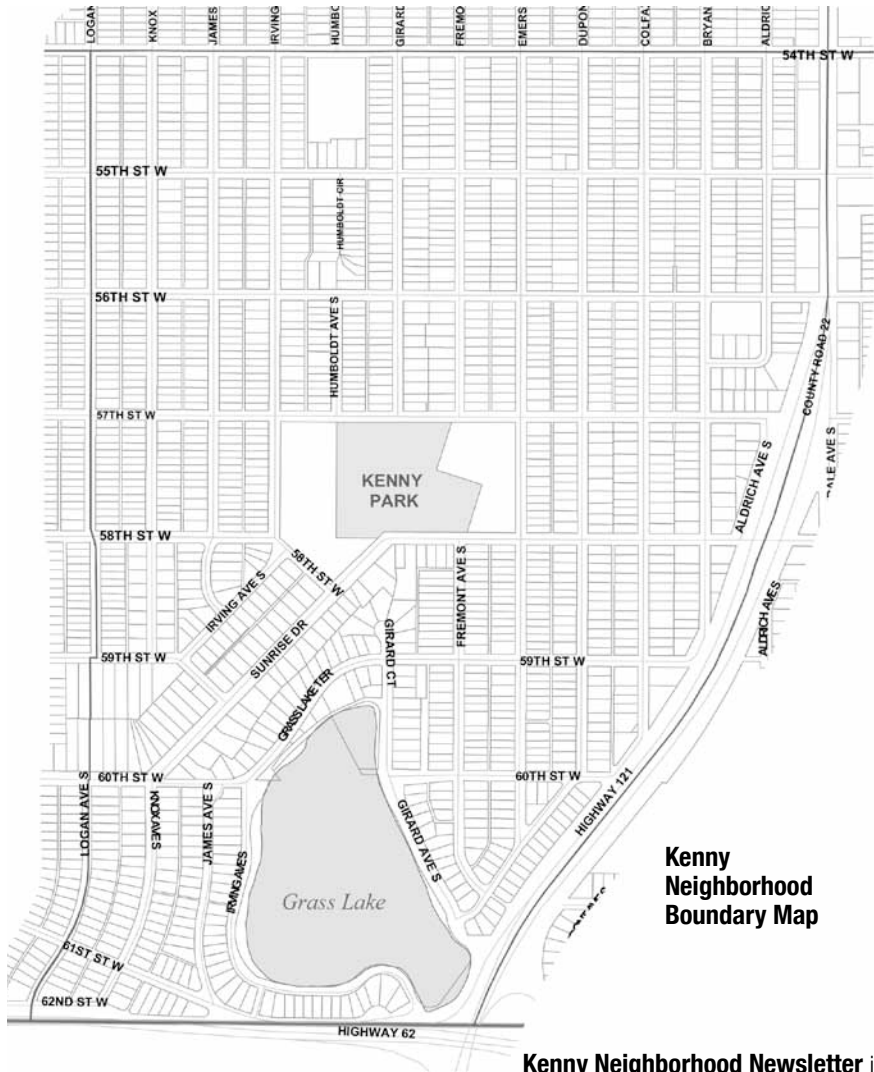 LOGAN
KNOX
JAMES
IRVING
HUMBO
GIRARD
FREMO
EMERS
DUPON
COLFA
BRYAN
ALDRIC
54TH ST W
55TH ST W
HUMBOLDT CIR
56TH ST W
HUMBOLDT AVE S
COUNTY ROAD 22
57TH ST W
KENNY
PARK
ALDRICH AVE S
DALE AVE S
58TH ST W
58TH ST W
IRVING AVE S
SUNRISE DR
FREMONT AVE S
GIRARD CT
ALDRICH AVE S
59TH ST W
59TH ST W
GRASS LAKE TER
60TH ST W
60TH ST W
LOGAN AVE S
KNOX AVE S
JAMES AVE S
IRVING AVE S
GIRARD AVE S
HIGHWAY 121
Grass Lake
Kenny
Neighborhood
Boundary Map
61ST ST W
62ND ST W
HIGHWAY 62
Kenny Neighborhood Newsletter i